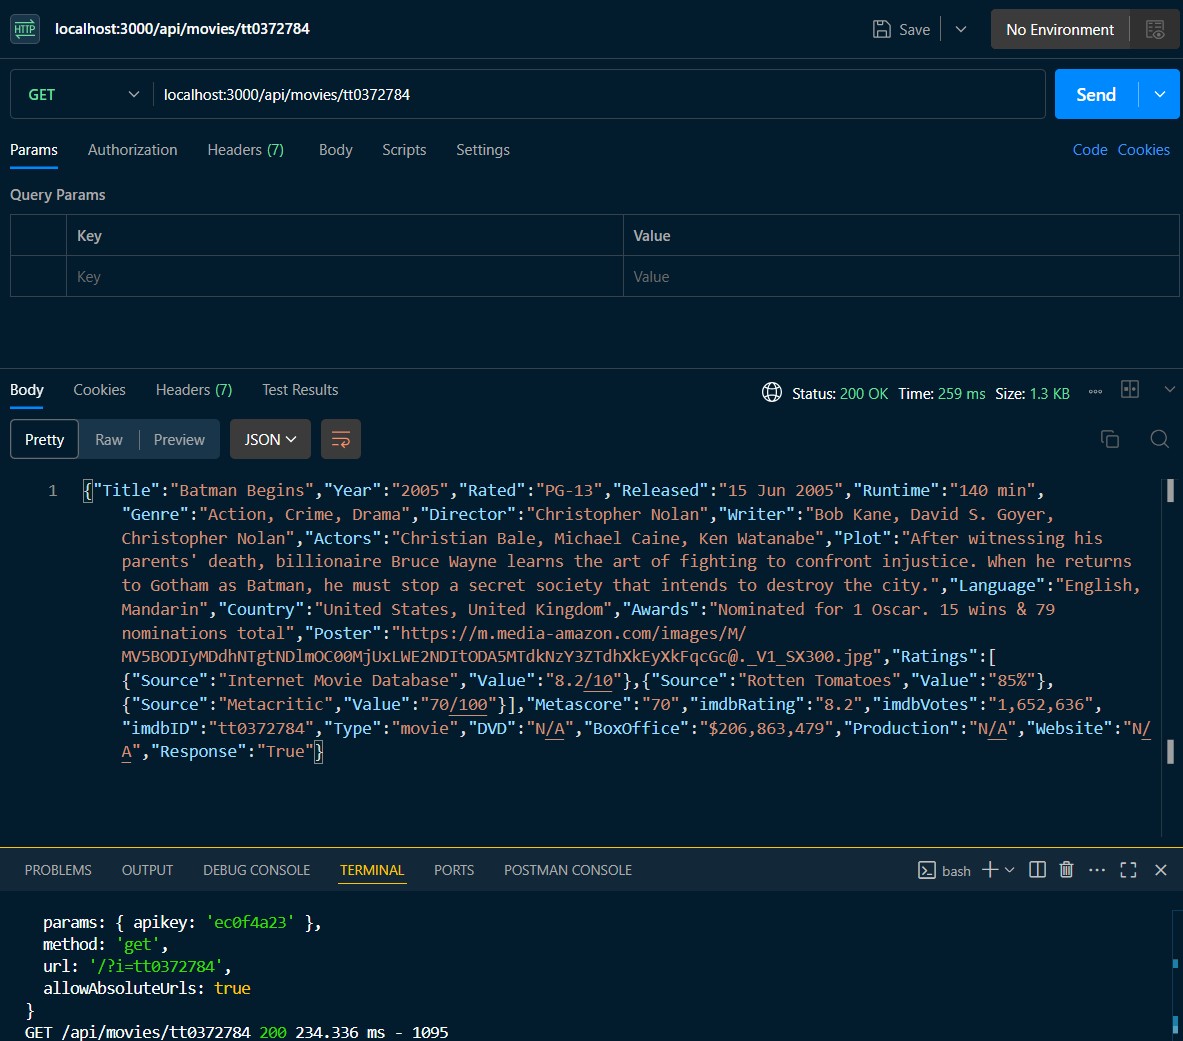 HTTP localhost:3000/api/movies/tt0372784 Save No Environment
GET localhost:3000/api/movies/tt0372784 Send
Params Authorization Headers (7) Body Scripts Settings Code Cookies
Query Params
Key Value
Key Value
Body Cookies Headers (7) Test Results Status: 200 OK Time: 259 ms Size: 1.3 KB
Pretty Raw Preview JSON
1 {"Title":"Batman Begins","Year":"2005","Rated":"PG-13","Released":"15 Jun 2005","Runtime":"140 min",
"Genre":"Action, Crime, Drama","Director":"Christopher Nolan","Writer":"Bob Kane, David S. Goyer,
Christopher Nolan","Actors":"Christian Bale, Michael Caine, Ken Watanabe","Plot":"After witnessing his
parents' death, billionaire Bruce Wayne learns the art of fighting to confront injustice. When he returns
to Gotham as Batman, he must stop a secret society that intends to destroy the city.","Language":"English,
Mandarin","Country":"United States, United Kingdom","Awards":"Nominated for 1 Oscar. 15 wins & 79
nominations total","Poster":"https://m.media-amazon.com/images/M/
MV5BODIyMDdhNTgtNDlmOC00MjUxLWE2NDItODA5MTdkNzY3ZTdhXkEyXkFqcGc@._V1_SX300.jpg","Ratings":[
{"Source":"Internet Movie Database","Value":"8.2/10"},{"Source":"Rotten Tomatoes","Value":"85%"},
{"Source":"Metacritic","Value":"70/100"}],"Metascore":"70","imdbRating":"8.2","imdbVotes":"1,652,636",
"imdbID":"tt0372784","Type":"movie","DVD":"N/A","BoxOffice":"$206,863,479","Production":"N/A","Website":"N/
A","Response":"True"}
PROBLEMS OUTPUT DEBUG CONSOLE TERMINAL PORTS POSTMAN CONSOLE bash
params: { apikey: 'ec0f4a23' },
method: 'get',
url: '/?i=tt0372784',
allowAbsoluteUrls: true
}
GET /api/movies/tt0372784 200 234.336 ms - 1095